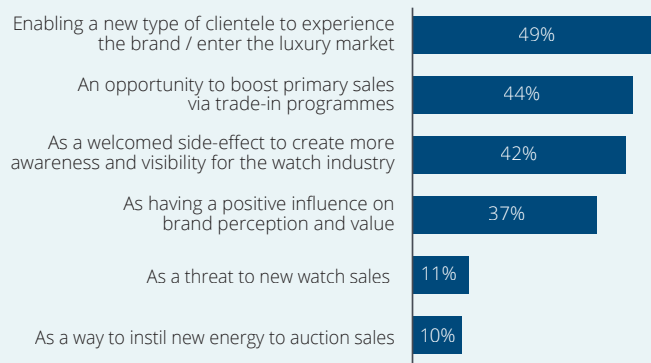 Enabling a new type of clientele to experience
the brand / enter the luxury market
49%
An opportunity to boost primary sales
via trade-in programmes
44%
As a welcomed side-effect to create more
awareness and visibility for the watch industry
42%
As having a positive influence on
brand perception and value
37%
As a threat to new watch sales
11%
As a way to instil new energy to auction sales
10%